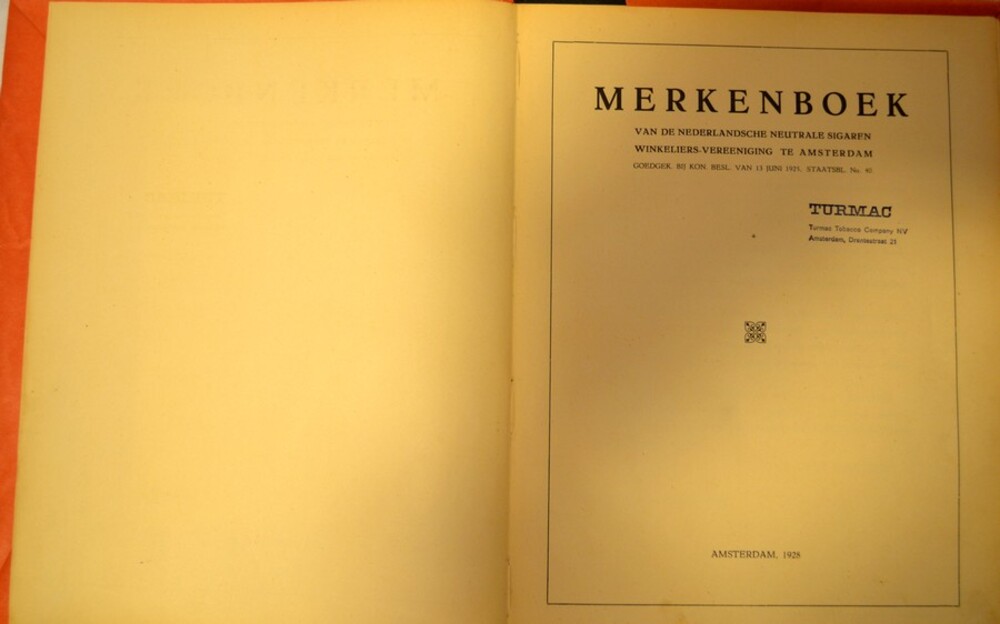 MERKENBOEK
VAN DE NEDERLANDSCHE NEUTRALE SIGAREN
WINKELIERS-VEREENIGING TE AMSTERDAM
GOEDGEK. BIJ KON. BESL. VAN 13 JUNI 1921, STAATSBL. No. 40
TURMAC
Turmac Tobacco Company NV
Amsterdam, Drentestraat 21
AMSTERDAM, 1928